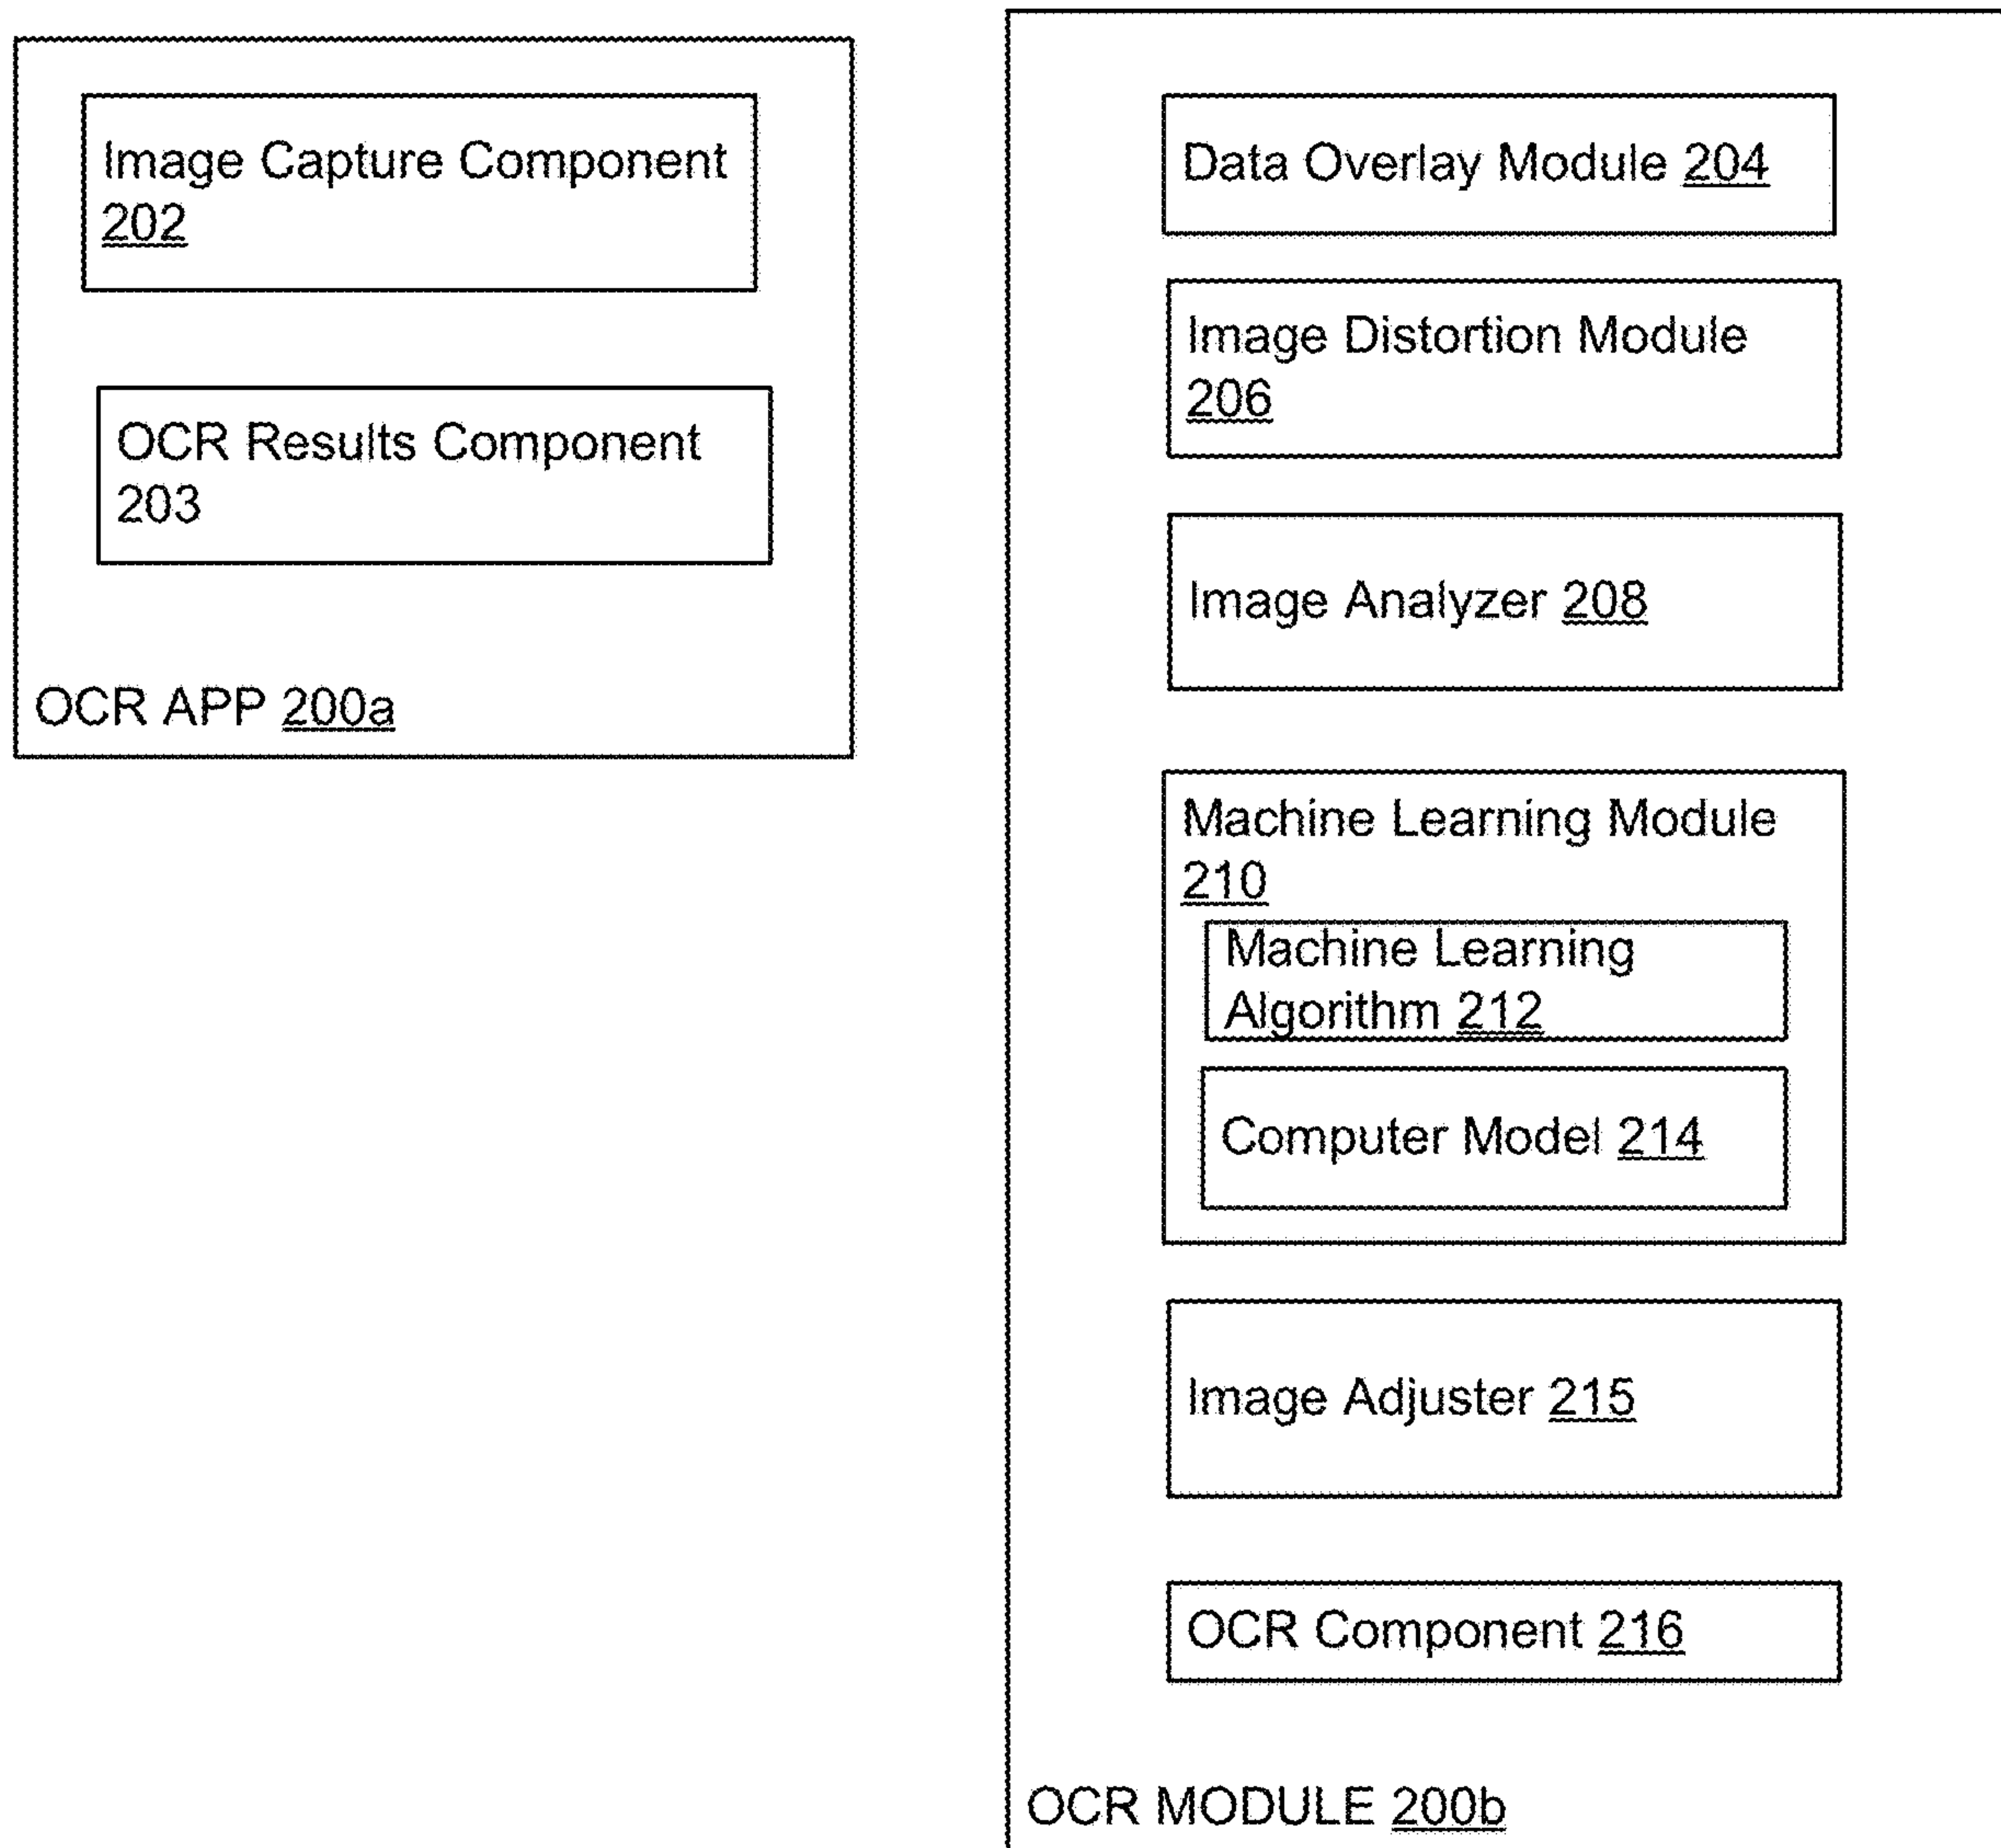 Image Capture Component
202
OCR Results Component
203
OCR APP 200a
Data Overlay Module 204
Image Distortion Module
206
Image Analyzer 208
Machine Learning Module
210
Machine Learning
Algorithm 212
Computer Model 214
Image Adjuster 215
OCR Component 216
OCR MODULE 200b